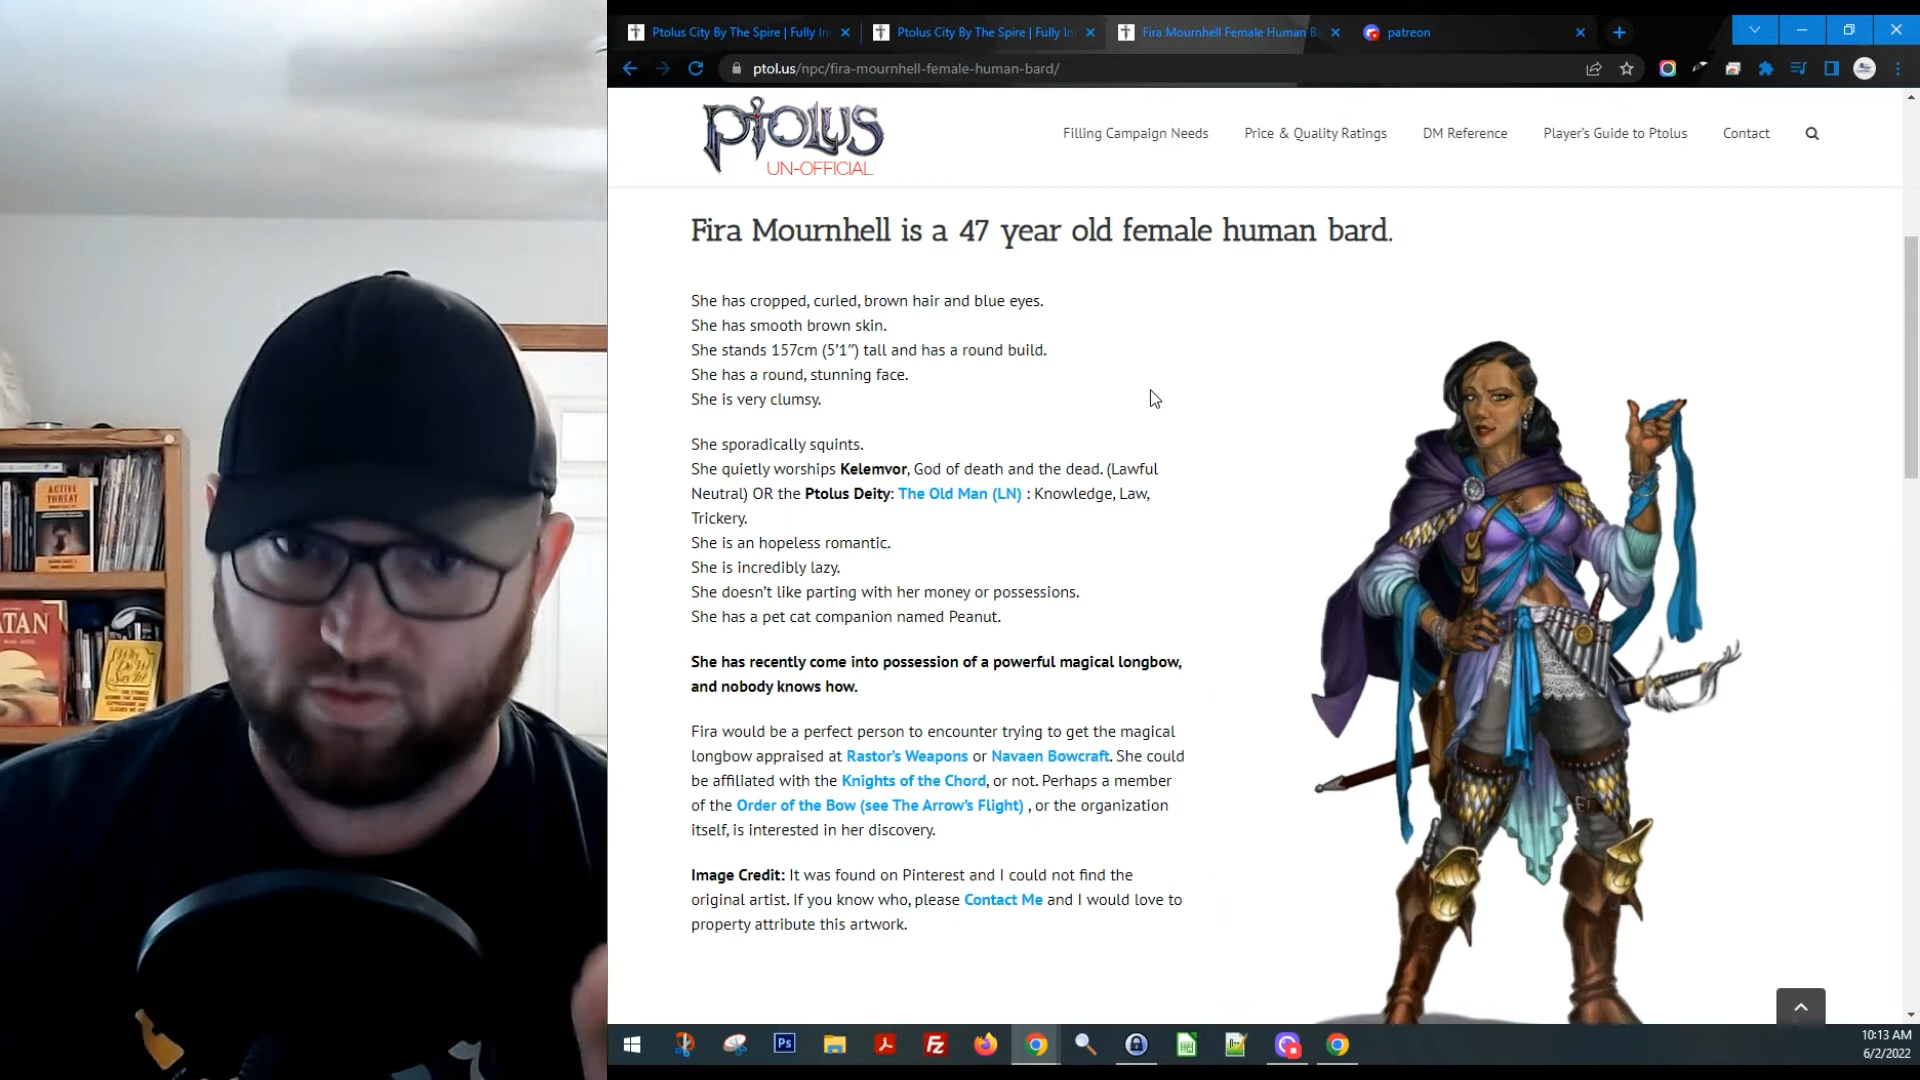 Ptolus City By The Spire | Fully In
Ptolus City By The Spire | Fully In
Fira Mournhell Female Human Ba
patreon
ptol.us/npc/fira-mournhell-female-human-bard/
PTOLUS
UN-OFFICIAL
Filling Campaign Needs
Price & Quality Ratings
DM Reference
Player's Guide to Ptolus
Contact
Fira Mournhell is a 47 year old female human bard.
She has cropped, curled, brown hair and blue eyes.
She has smooth brown skin.
She stands 157cm (5'1") tall and has a round build.
She has a round, stunning face.
She is very clumsy.
She sporadically squints.
She quietly worships Kelemvor, God of death and the dead. (Lawful
Neutral) OR the Ptolus Deity: The Old Man (LN) : Knowledge, Law,
Trickery.
She is an hopeless romantic.
She is incredibly lazy.
She doesn't like parting with her money or possessions.
She has a pet cat companion named Peanut.
She has recently come into possession of a powerful magical longbow,
and nobody knows how.
Fira would be a perfect person to encounter trying to get the magical
longbow appraised at Rastor's Weapons or Navaen Bowcraft. She could
be affiliated with the Knights of the Chord, or not. Perhaps a member
of the Order of the Bow (see The Arrow's Flight) , or the organization
itself, is interested in her discovery.
Image Credit: It was found on Pinterest and I could not find the
original artist. If you know who, please Contact Me and I would love to
property attribute this artwork.
ACTIVE
THREAT
ATAN
Why
Do We
Say It?
Ps
Fz
10:13 AM
6/2/2022